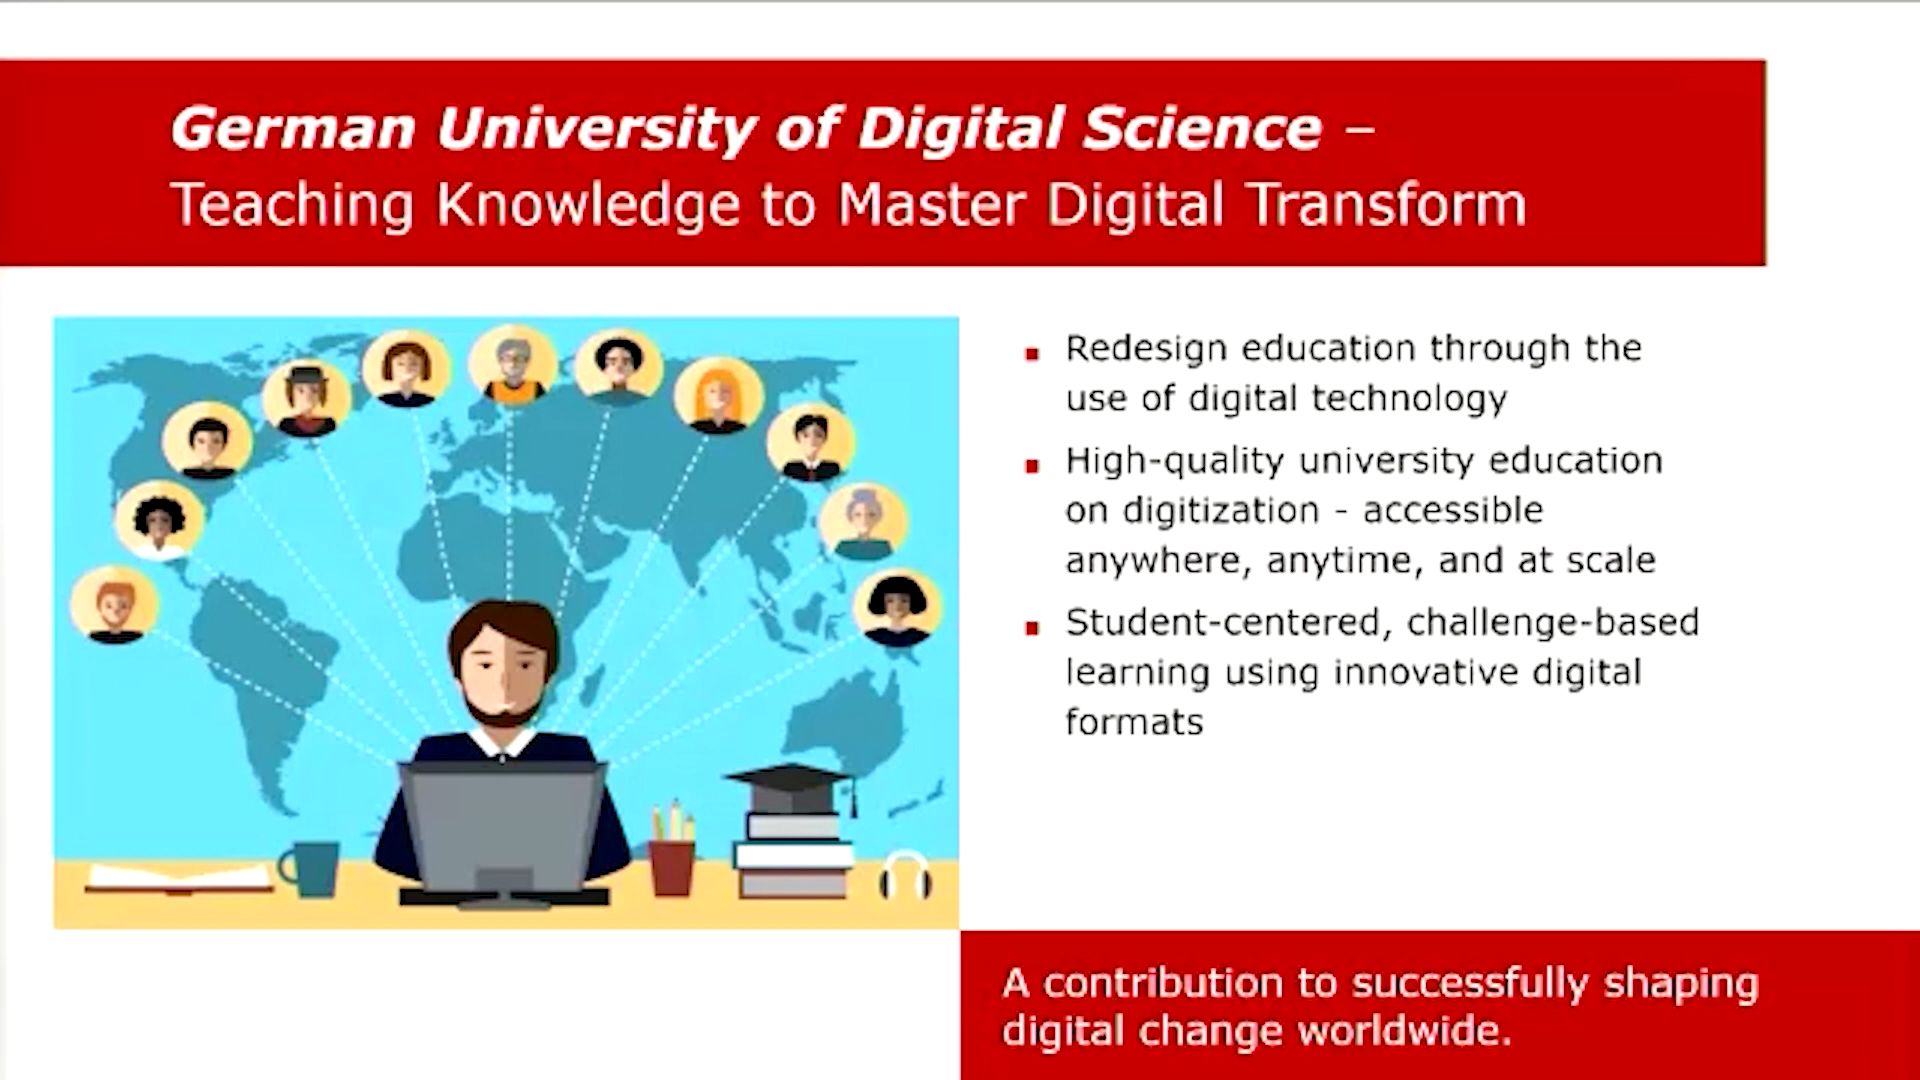 German University of Digital Science –
Teaching Knowledge to Master Digital Transform
Redesign education through the
use of digital technology
High-quality university education
on digitization - accessible
anywhere, anytime, and at scale
Student-centered, challenge-based
learning using innovative digital
formats
A contribution to successfully shaping
digital change worldwide.